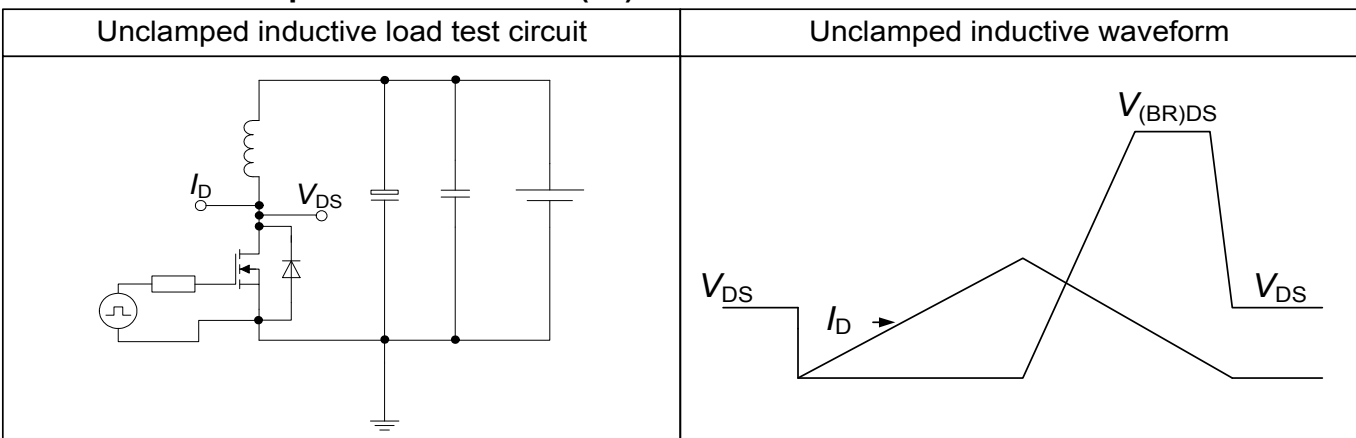 Unclamped inductive load test circuit
Unclamped inductive waveform
I_D
V_DS
V_(BR)DS
V_DS
I_D
V_DS